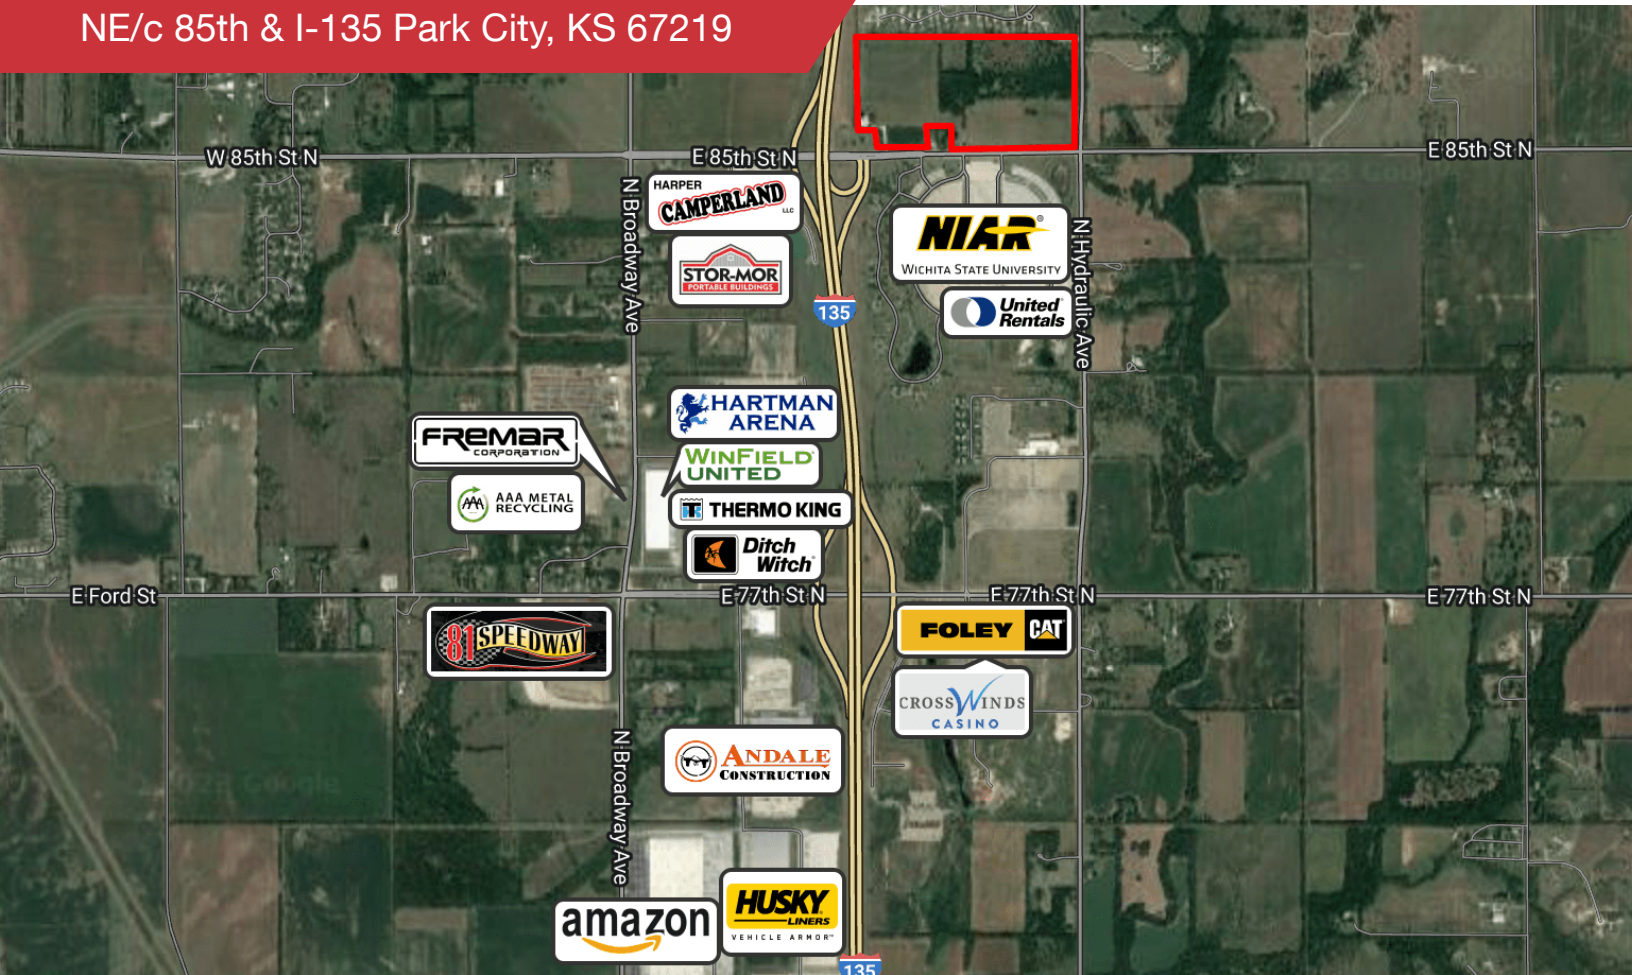 NE/c 85th & I-135 Park City, KS 67219
W 85th St N
E 85th St N
E 85th St N
N Broadway Ave
HARPER
CAMPERLAND
LLC
STOR-MOR
PORTABLE BUILDINGS
135
NIAR®
WICHITA STATE UNIVERSITY
United
Rentals
N Hydraulic Ave
HARTMAN
ARENA
FREMAR
CORPORATION
WINFIELD®
UNITED
AAA
AAA METAL
RECYCLING
THERMO KING
Ditch
Witch®
E Ford St
E 77th St N
E 77th St N
E 77th St N
81 SPEEDWAY
FOLEY CAT
CROSSWINDS
CASINO
N Broadway Ave
ANDALE
CONSTRUCTION
amazon
HUSKY
LINERS
VEHICLE ARMOR™
135